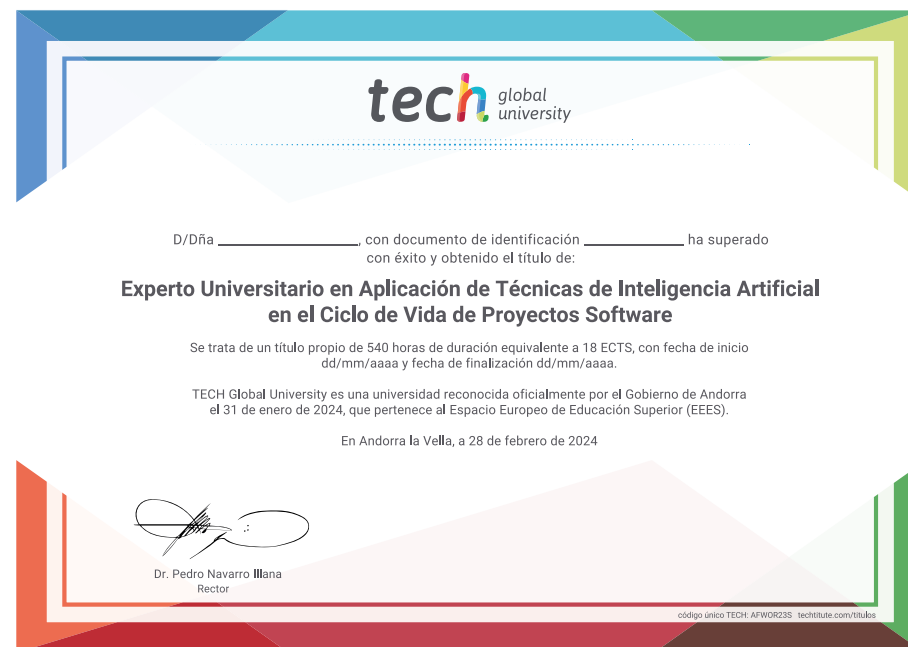 tech global university
D/Dña ____________________, con documento de identificación ______________ ha superado
con éxito y obtenido el título de:
Experto Universitario en Aplicación de Técnicas de Inteligencia Artificial
en el Ciclo de Vida de Proyectos Software
Se trata de un título propio de 540 horas de duración equivalente a 18 ECTS, con fecha de inicio
dd/mm/aaaa y fecha de finalización dd/mm/aaaa.
TECH Global University es una universidad reconocida oficialmente por el Gobierno de Andorra
el 31 de enero de 2024, que pertenece al Espacio Europeo de Educación Superior (EEES).
En Andorra la Vella, a 28 de febrero de 2024
Dr. Pedro Navarro Illana
Rector
código único TECH: AFWOR23S techtitute.com/titulos